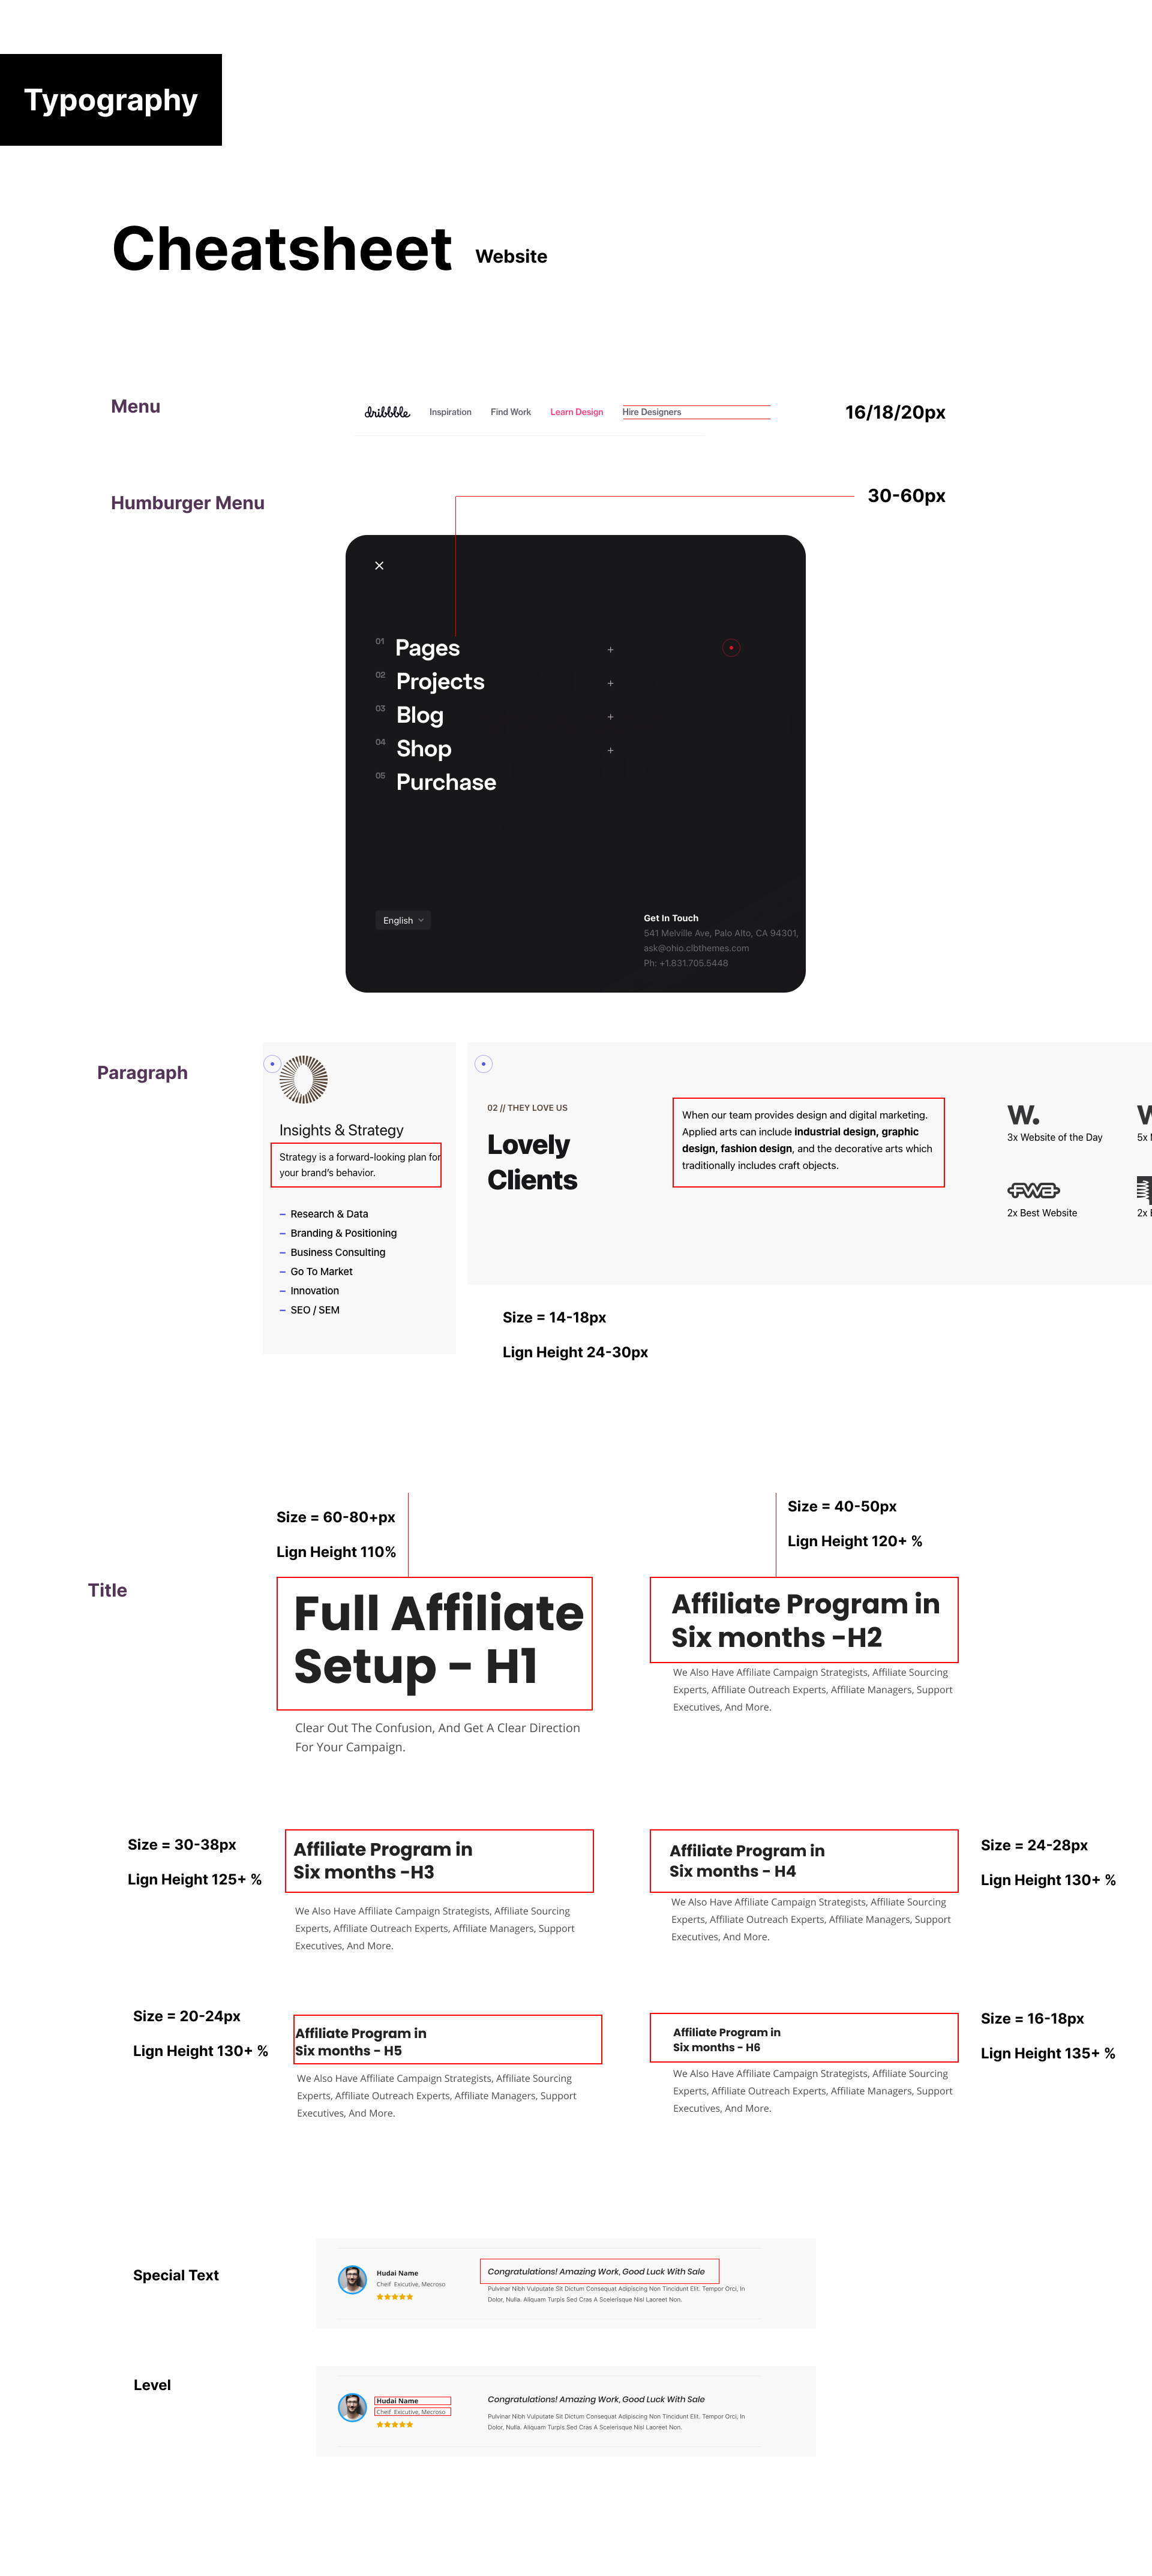 Typography
Cheatsheet Website
Menu
dribbble Inspiration Find Work Learn Design Hire Designers
16/18/20px
Humburger Menu
30-60px
01 Pages +
02 Projects +
03 Blog +
04 Shop +
05 Purchase
English
Get In Touch
541 Melville Ave, Palo Alto, CA 94301,
ask@ohio.clbthemes.com
Ph: +1.831.705.5448
Paragraph
Insights & Strategy
Strategy is a forward-looking plan for
your brand's behavior.
– Research & Data
– Branding & Positioning
– Business Consulting
– Go To Market
– Innovation
– SEO / SEM
02 // THEY LOVE US
Lovely
Clients
When our team provides design and digital marketing.
Applied arts can include industrial design, graphic
design, fashion design, and the decorative arts which
traditionally includes craft objects.
W.
3x Website of the Day
5x
FWA
2x Best Website
2x
Size = 14-18px
Lign Height 24-30px
Title
Size = 60-80+px
Lign Height 110%
Full Affiliate
Setup - H1
Clear Out The Confusion, And Get A Clear Direction
For Your Campaign.
Size = 40-50px
Lign Height 120+ %
Affiliate Program in
Six months -H2
We Also Have Affiliate Campaign Strategists, Affiliate Sourcing
Experts, Affiliate Outreach Experts, Affiliate Managers, Support
Executives, And More.
Size = 30-38px
Lign Height 125+ %
Affiliate Program in
Six months -H3
We Also Have Affiliate Campaign Strategists, Affiliate Sourcing
Experts, Affiliate Outreach Experts, Affiliate Managers, Support
Executives, And More.
Affiliate Program in
Six months - H4
We Also Have Affiliate Campaign Strategists, Affiliate Sourcing
Experts, Affiliate Outreach Experts, Affiliate Managers, Support
Executives, And More.
Size = 24-28px
Lign Height 130+ %
Size = 20-24px
Lign Height 130+ %
Affiliate Program in
Six months - H5
We Also Have Affiliate Campaign Strategists, Affiliate Sourcing
Experts, Affiliate Outreach Experts, Affiliate Managers, Support
Executives, And More.
Affiliate Program in
Six months - H6
We Also Have Affiliate Campaign Strategists, Affiliate Sourcing
Experts, Affiliate Outreach Experts, Affiliate Managers, Support
Executives, And More.
Size = 16-18px
Lign Height 135+ %
Special Text
Hudai Name
Cheif Exicutive, Mecroso
Congratulations! Amazing Work, Good Luck With Sale
Pulvinar Nibh Vulputate Sit Dictum Consequat Adipiscing Non Tincidunt Elit. Tempor Orci, In
Dolor, Nulla. Aliquam Turpis Sed Cras A Scelerisque Nisl Laoreet Non.
Level
Hudai Name
Cheif Exicutive, Mecroso
Congratulations! Amazing Work, Good Luck With Sale
Pulvinar Nibh Vulputate Sit Dictum Consequat Adipiscing Non Tincidunt Elit. Tempor Orci, In
Dolor, Nulla. Aliquam Turpis Sed Cras A Scelerisque Nisl Laoreet Non.